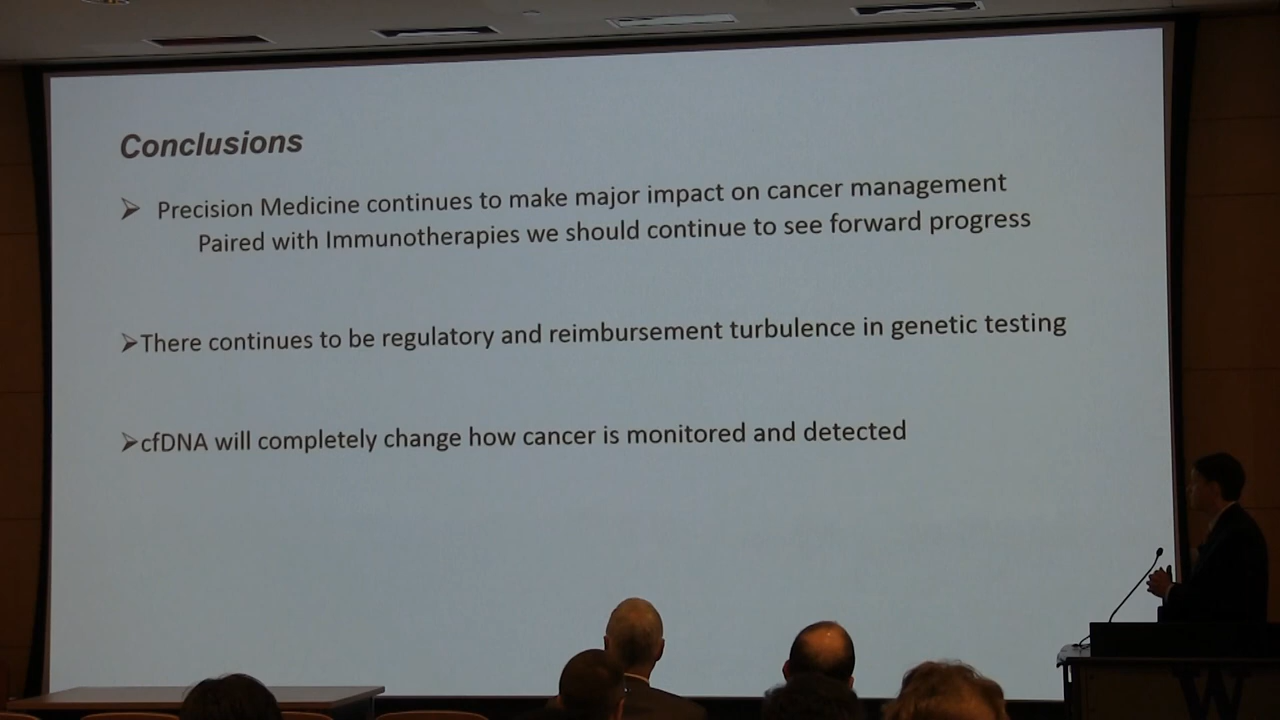 Conclusions
➢ Precision Medicine continues to make major impact on cancer management
Paired with Immunotherapies we should continue to see forward progress
➢There continues to be regulatory and reimbursement turbulence in genetic testing
➢cfDNA will completely change how cancer is monitored and detected
W